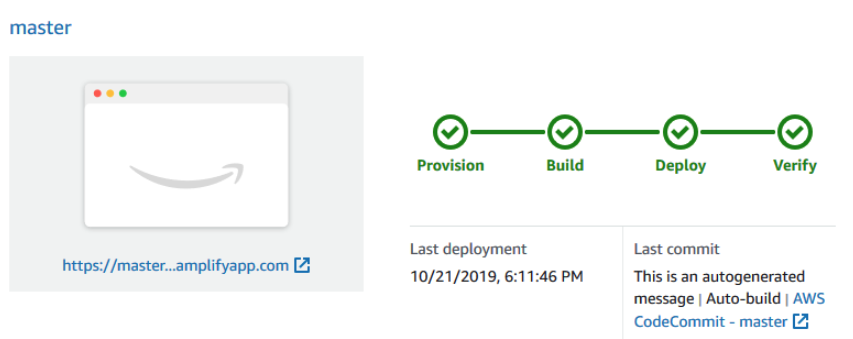 master
https://master...amplifyapp.com
Provision Build Deploy Verify
Last deployment
10/21/2019, 6:11:46 PM
Last commit
This is an autogenerated
message | Auto-build | AWS
CodeCommit - master